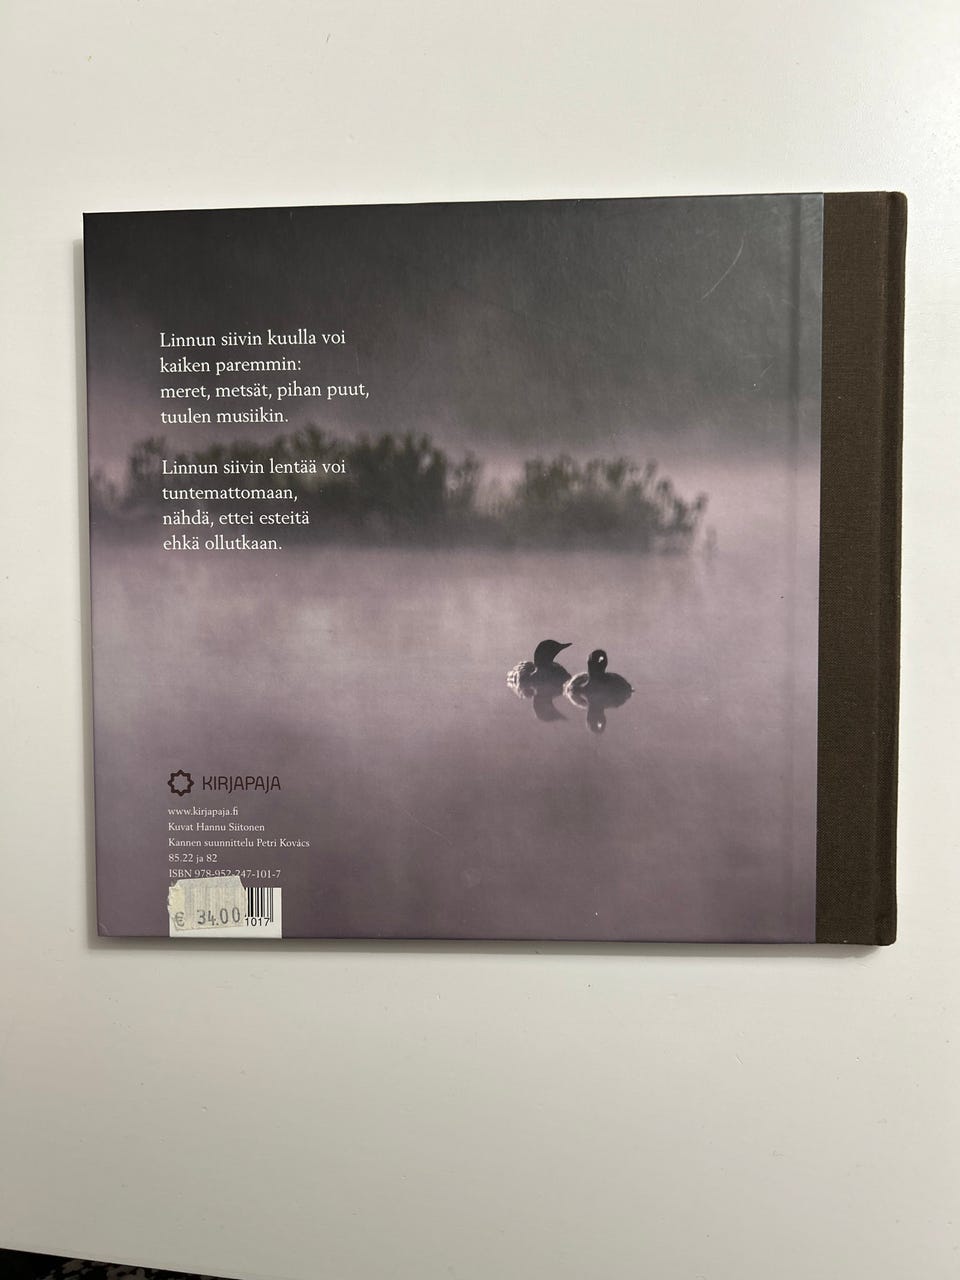 Linnun siivin kuulla voi
kaiken paremmin:
meret, metsät, pihan puut,
tuulen musiikin.
Linnun siivin lentää voi
tuntemattomaan,
nähdä, ettei esteitä
ehkä ollutkaan.
KIRJAPAJA
www.kirjapaja.fi
Kuvat Hannu Siitonen
Kannen suunnittelu Petri Kovács
85.22 ja 82
ISBN 978-952-247-101-7
€ 34.00
1017